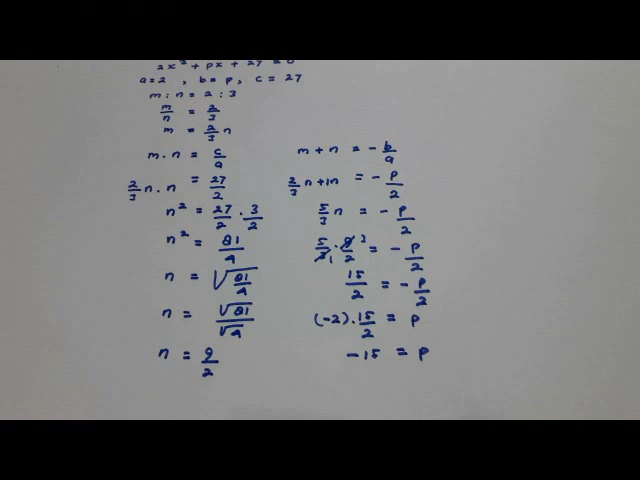 2x² + px + 27 = 0
a = 2 , b = p , c = 27
m : n = 2 : 3
m/n = 2/3
m = 2/3 n
m . n = c/a
2/3 n . n = 27/2
n² = 27/2 . 3/2
n² = 81/4
n = √(81/4)
n = √81/√4
n = 9/2
m + n = - b/a
2/3 n + 1n = - p/2
5/3 n = - p/2
5/3 1 . 9/2 3 = - p/2
15/2 = - p/2
(-2) . 15/2 = p
-15 = p